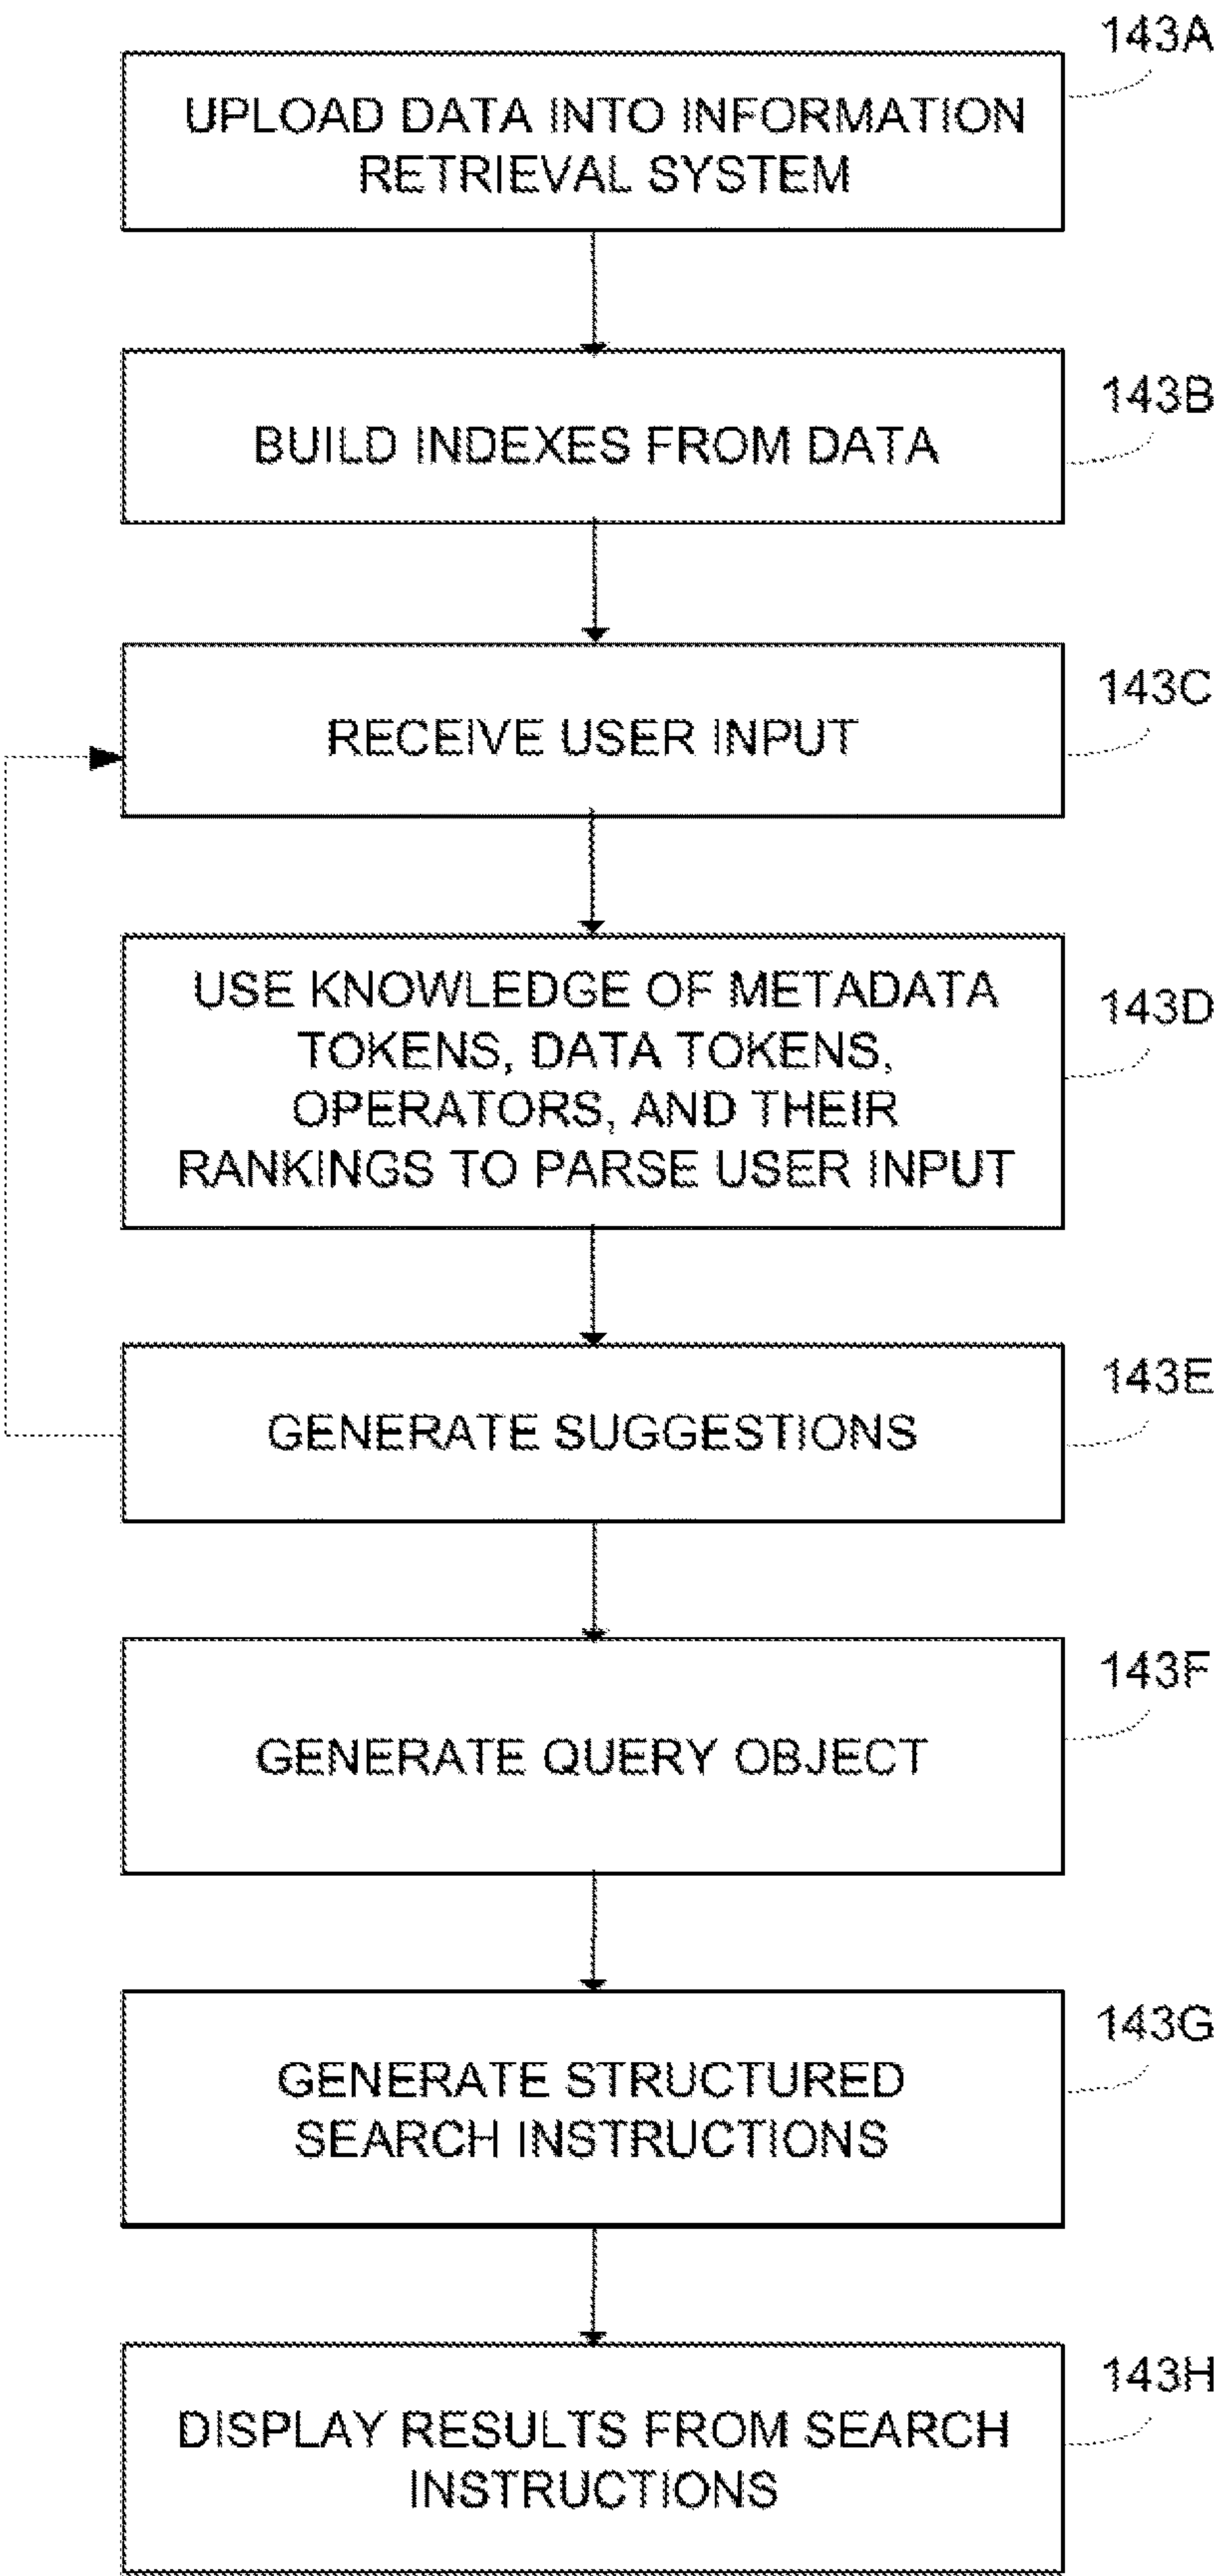 143A
UPLOAD DATA INTO INFORMATION
RETRIEVAL SYSTEM
143B
BUILD INDEXES FROM DATA
143C
RECEIVE USER INPUT
143D
USE KNOWLEDGE OF METADATA
TOKENS, DATA TOKENS,
OPERATORS, AND THEIR
RANKINGS TO PARSE USER INPUT
143E
GENERATE SUGGESTIONS
143F
GENERATE QUERY OBJECT
143G
GENERATE STRUCTURED
SEARCH INSTRUCTIONS
143H
DISPLAY RESULTS FROM SEARCH
INSTRUCTIONS